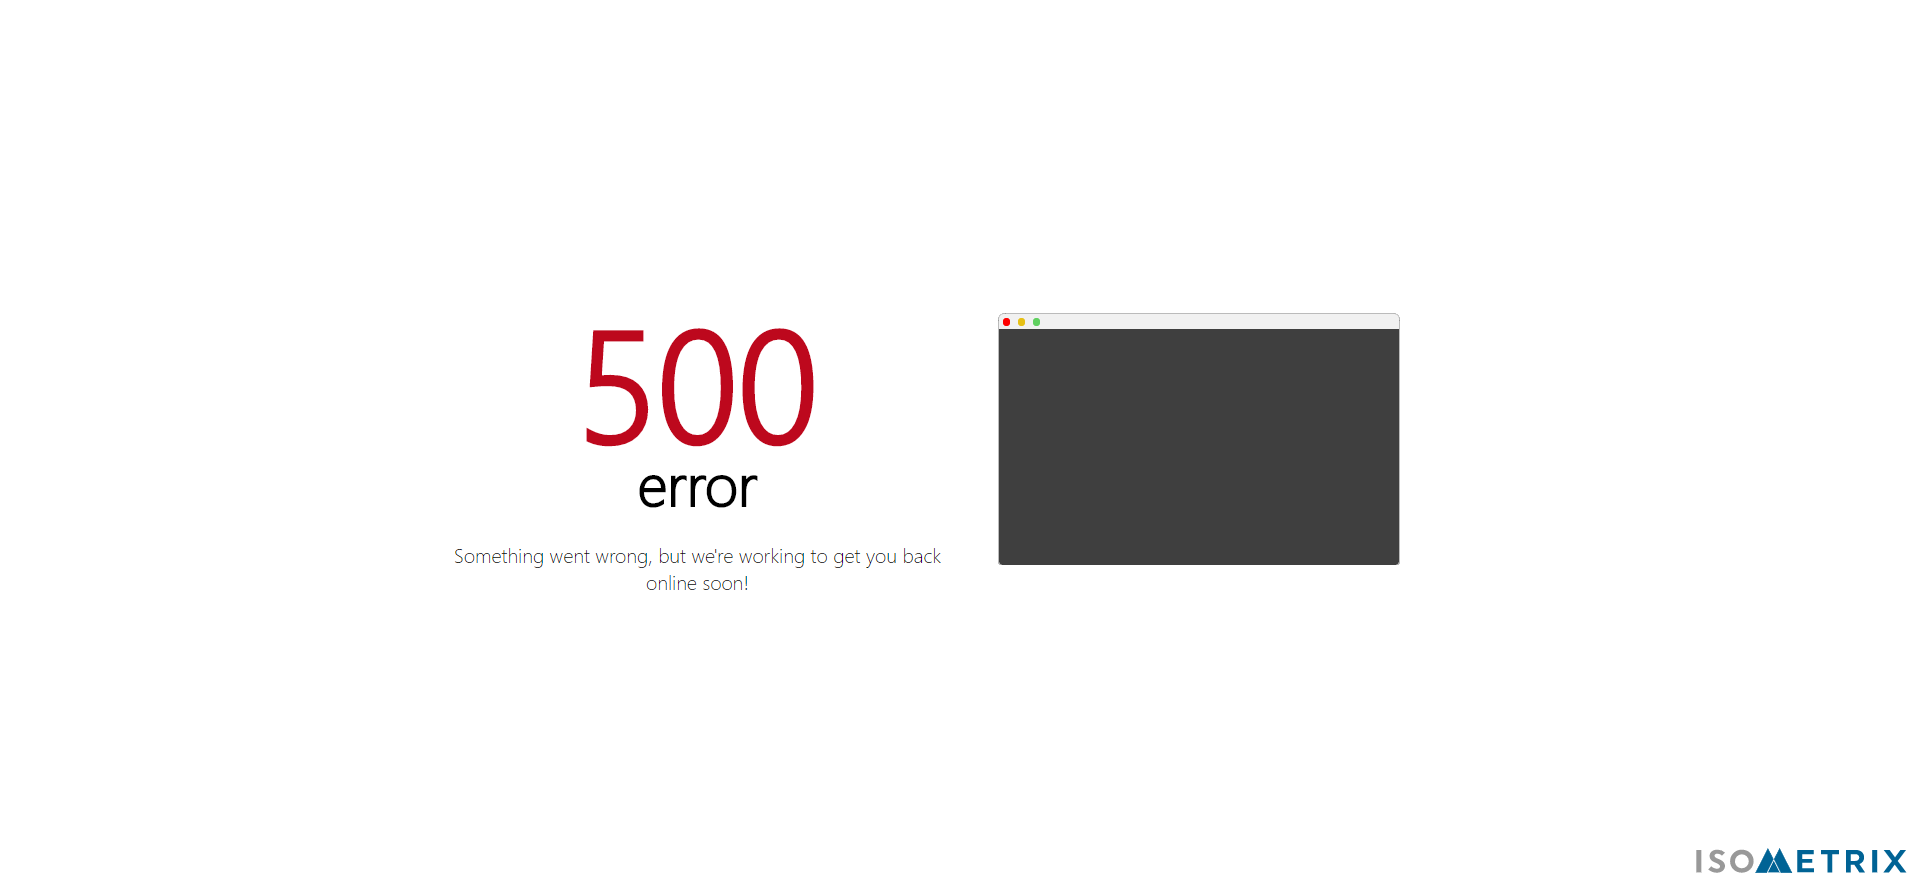 500
error
Something went wrong, but we're working to get you back
online soon!
ISOMETRIX